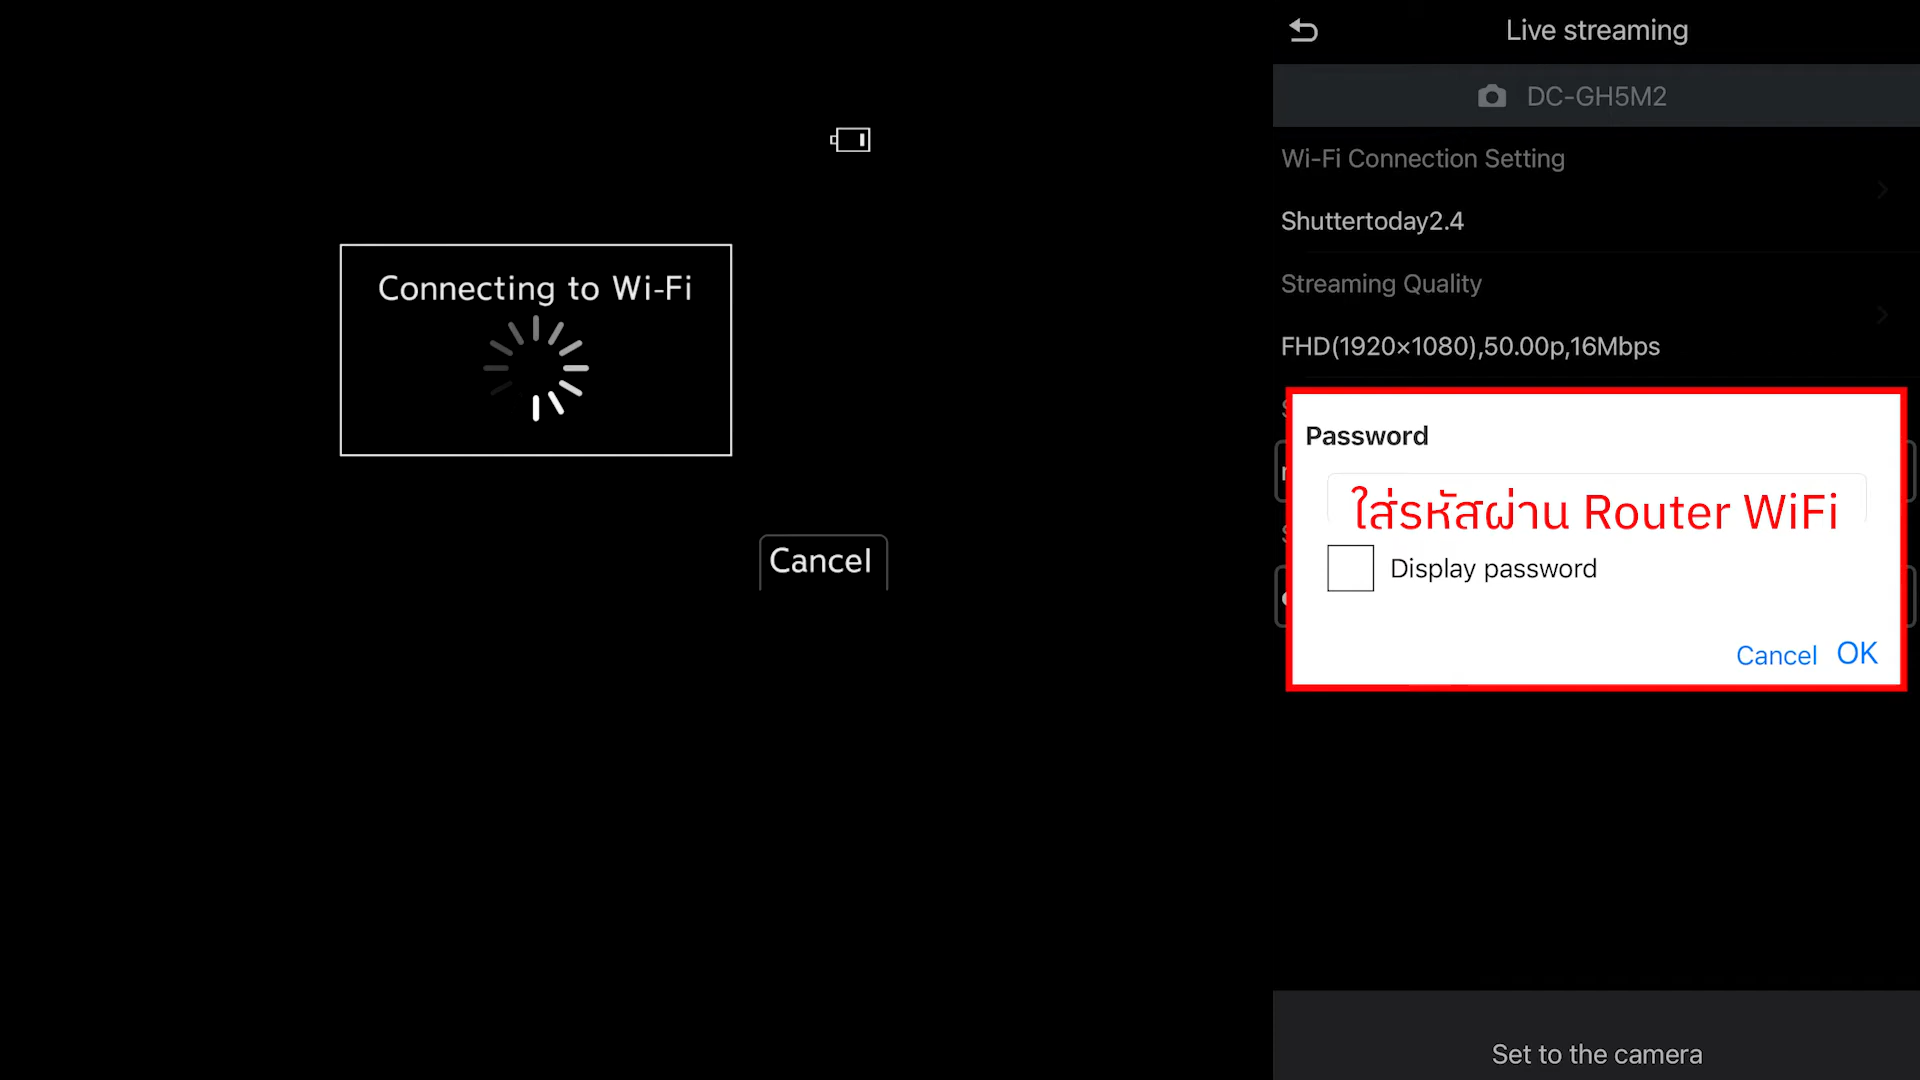 Connecting to Wi-Fi
Cancel
Live streaming
DC-GH5M2
Wi-Fi Connection Setting
Shuttertoday2.4
Streaming Quality
FHD(1920×1080),50.00p,16Mbps
Password
ใส่รหัสผ่าน Router WiFi
Display password
Cancel OK
Set to the camera